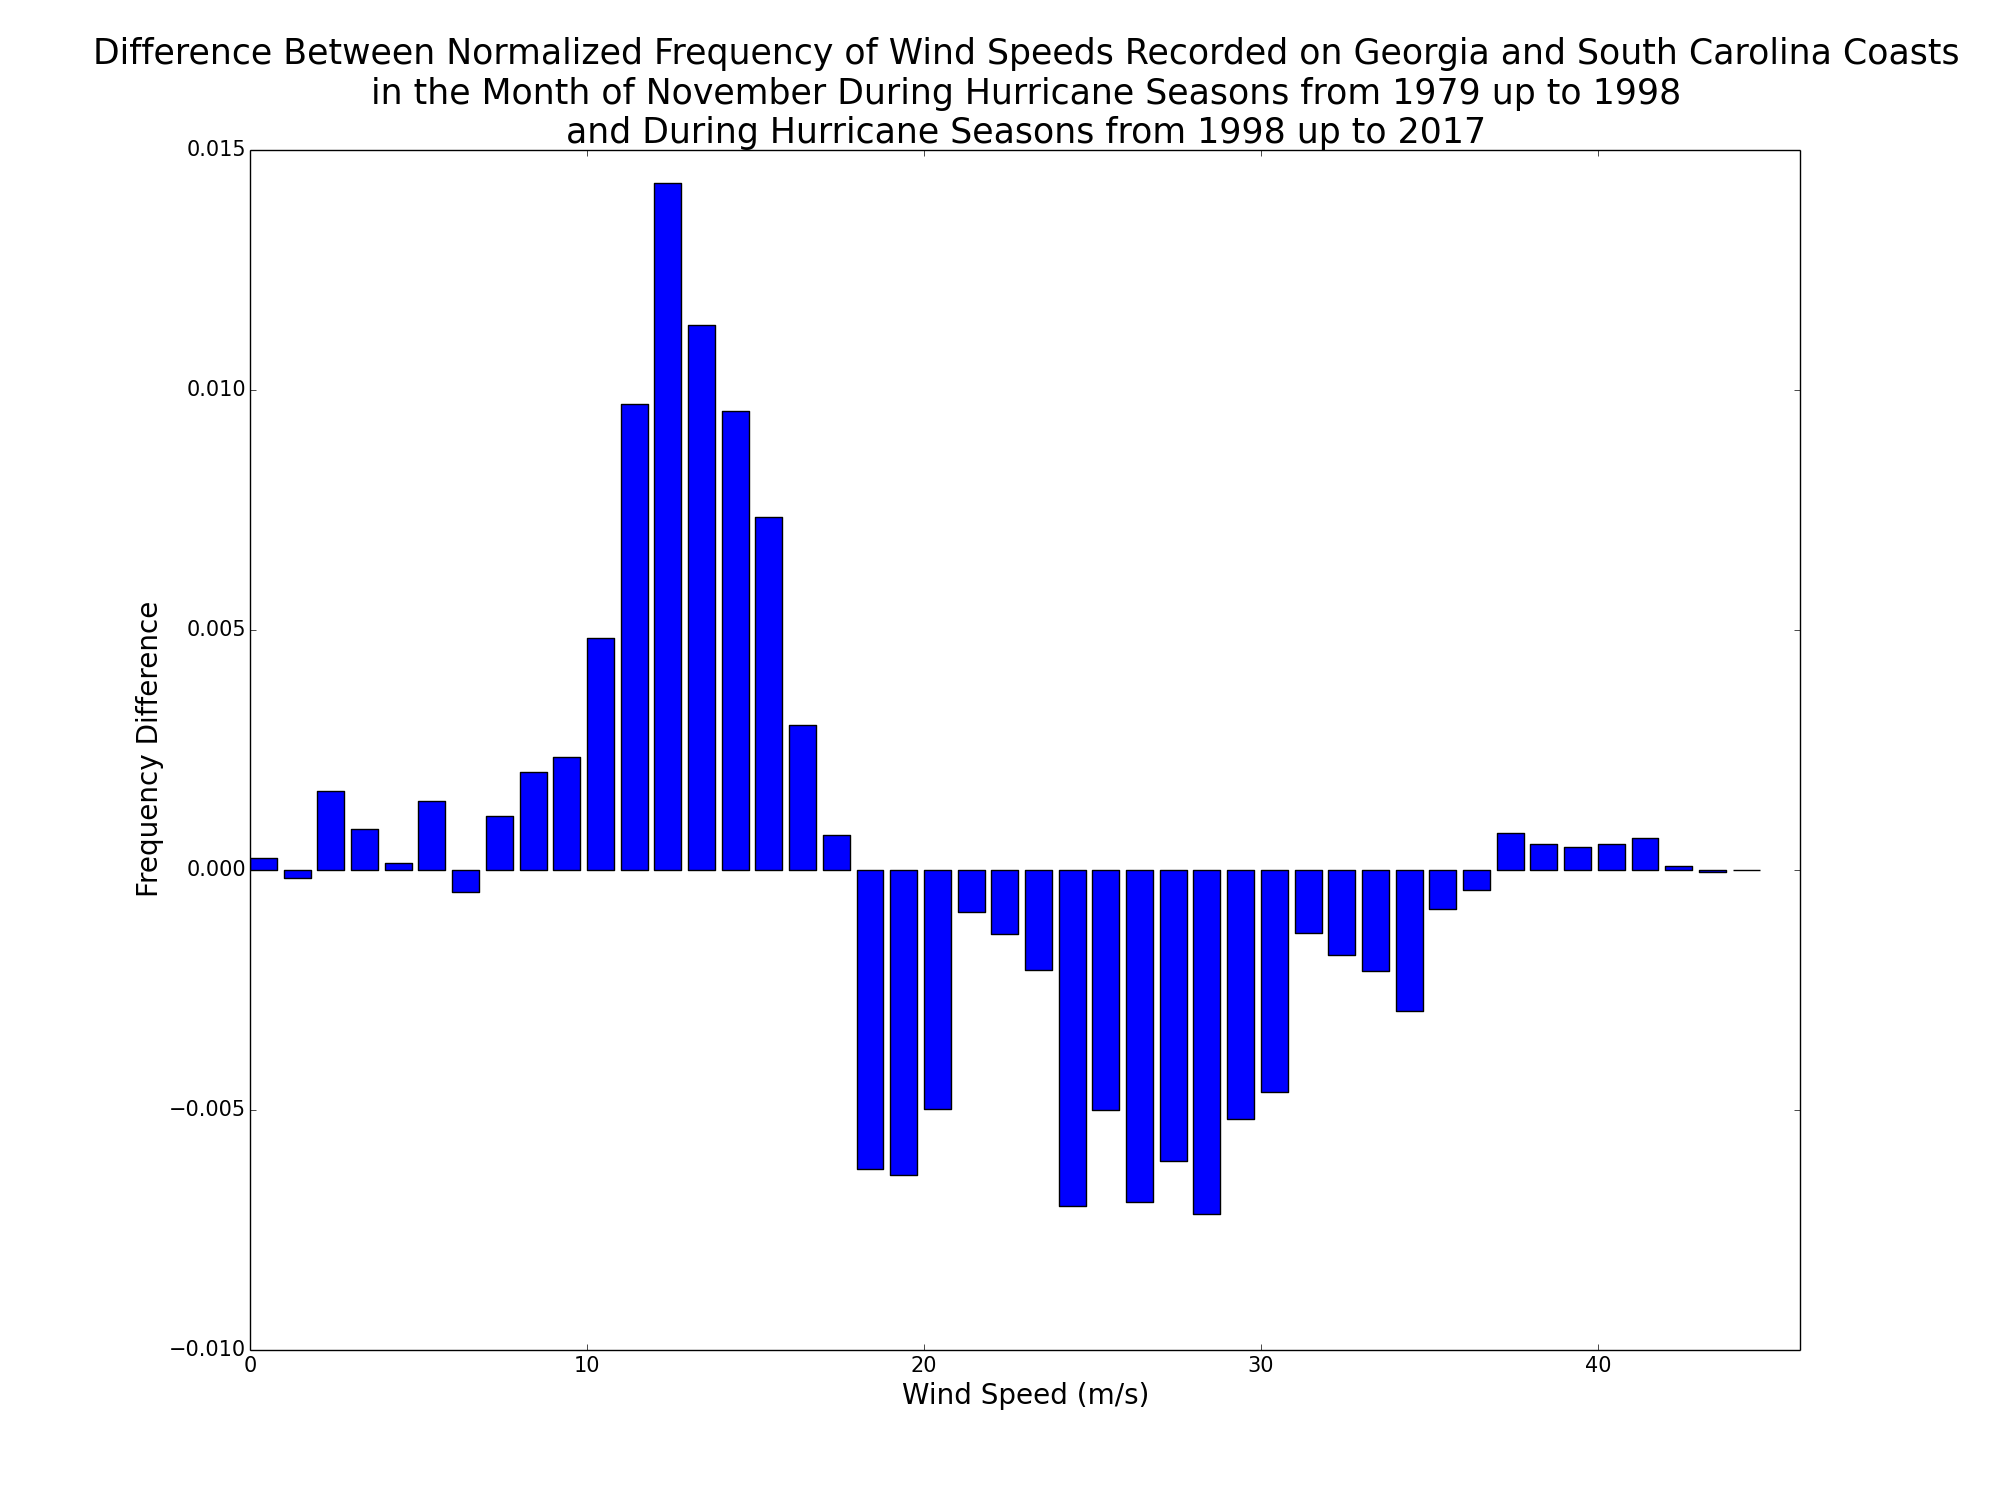 Difference Between Normalized Frequency of Wind Speeds Recorded on Georgia and South Carolina Coasts
in the Month of November During Hurricane Seasons from 1979 up to 1998
and During Hurricane Seasons from 1998 up to 2017
0.015
0.010
0.005
0.000
−0.005
−0.010
Frequency Difference
0 10 20 30 40
Wind Speed (m/s)